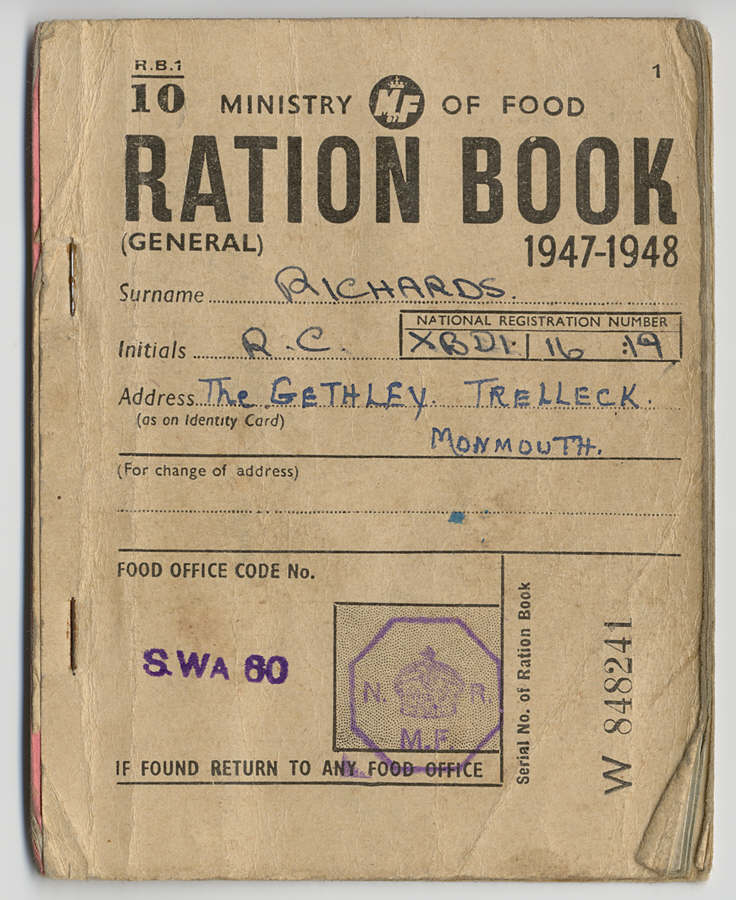 R.B.1
10
1
MINISTRY MF OF FOOD
RATION BOOK
(GENERAL)
1947-1948
Surname RICHARDS.
NATIONAL REGISTRATION NUMBER
Initials R.C. XBDI: 116 :19
Address The GETHLEY. TRELLECK.
(as on Identity Card)
MONMOUTH.
(For change of address)
FOOD OFFICE CODE No.
S.WA 60
N. R.
M.F.
IF FOUND RETURN TO ANY FOOD OFFICE
Serial No. of Ration Book
W 848241